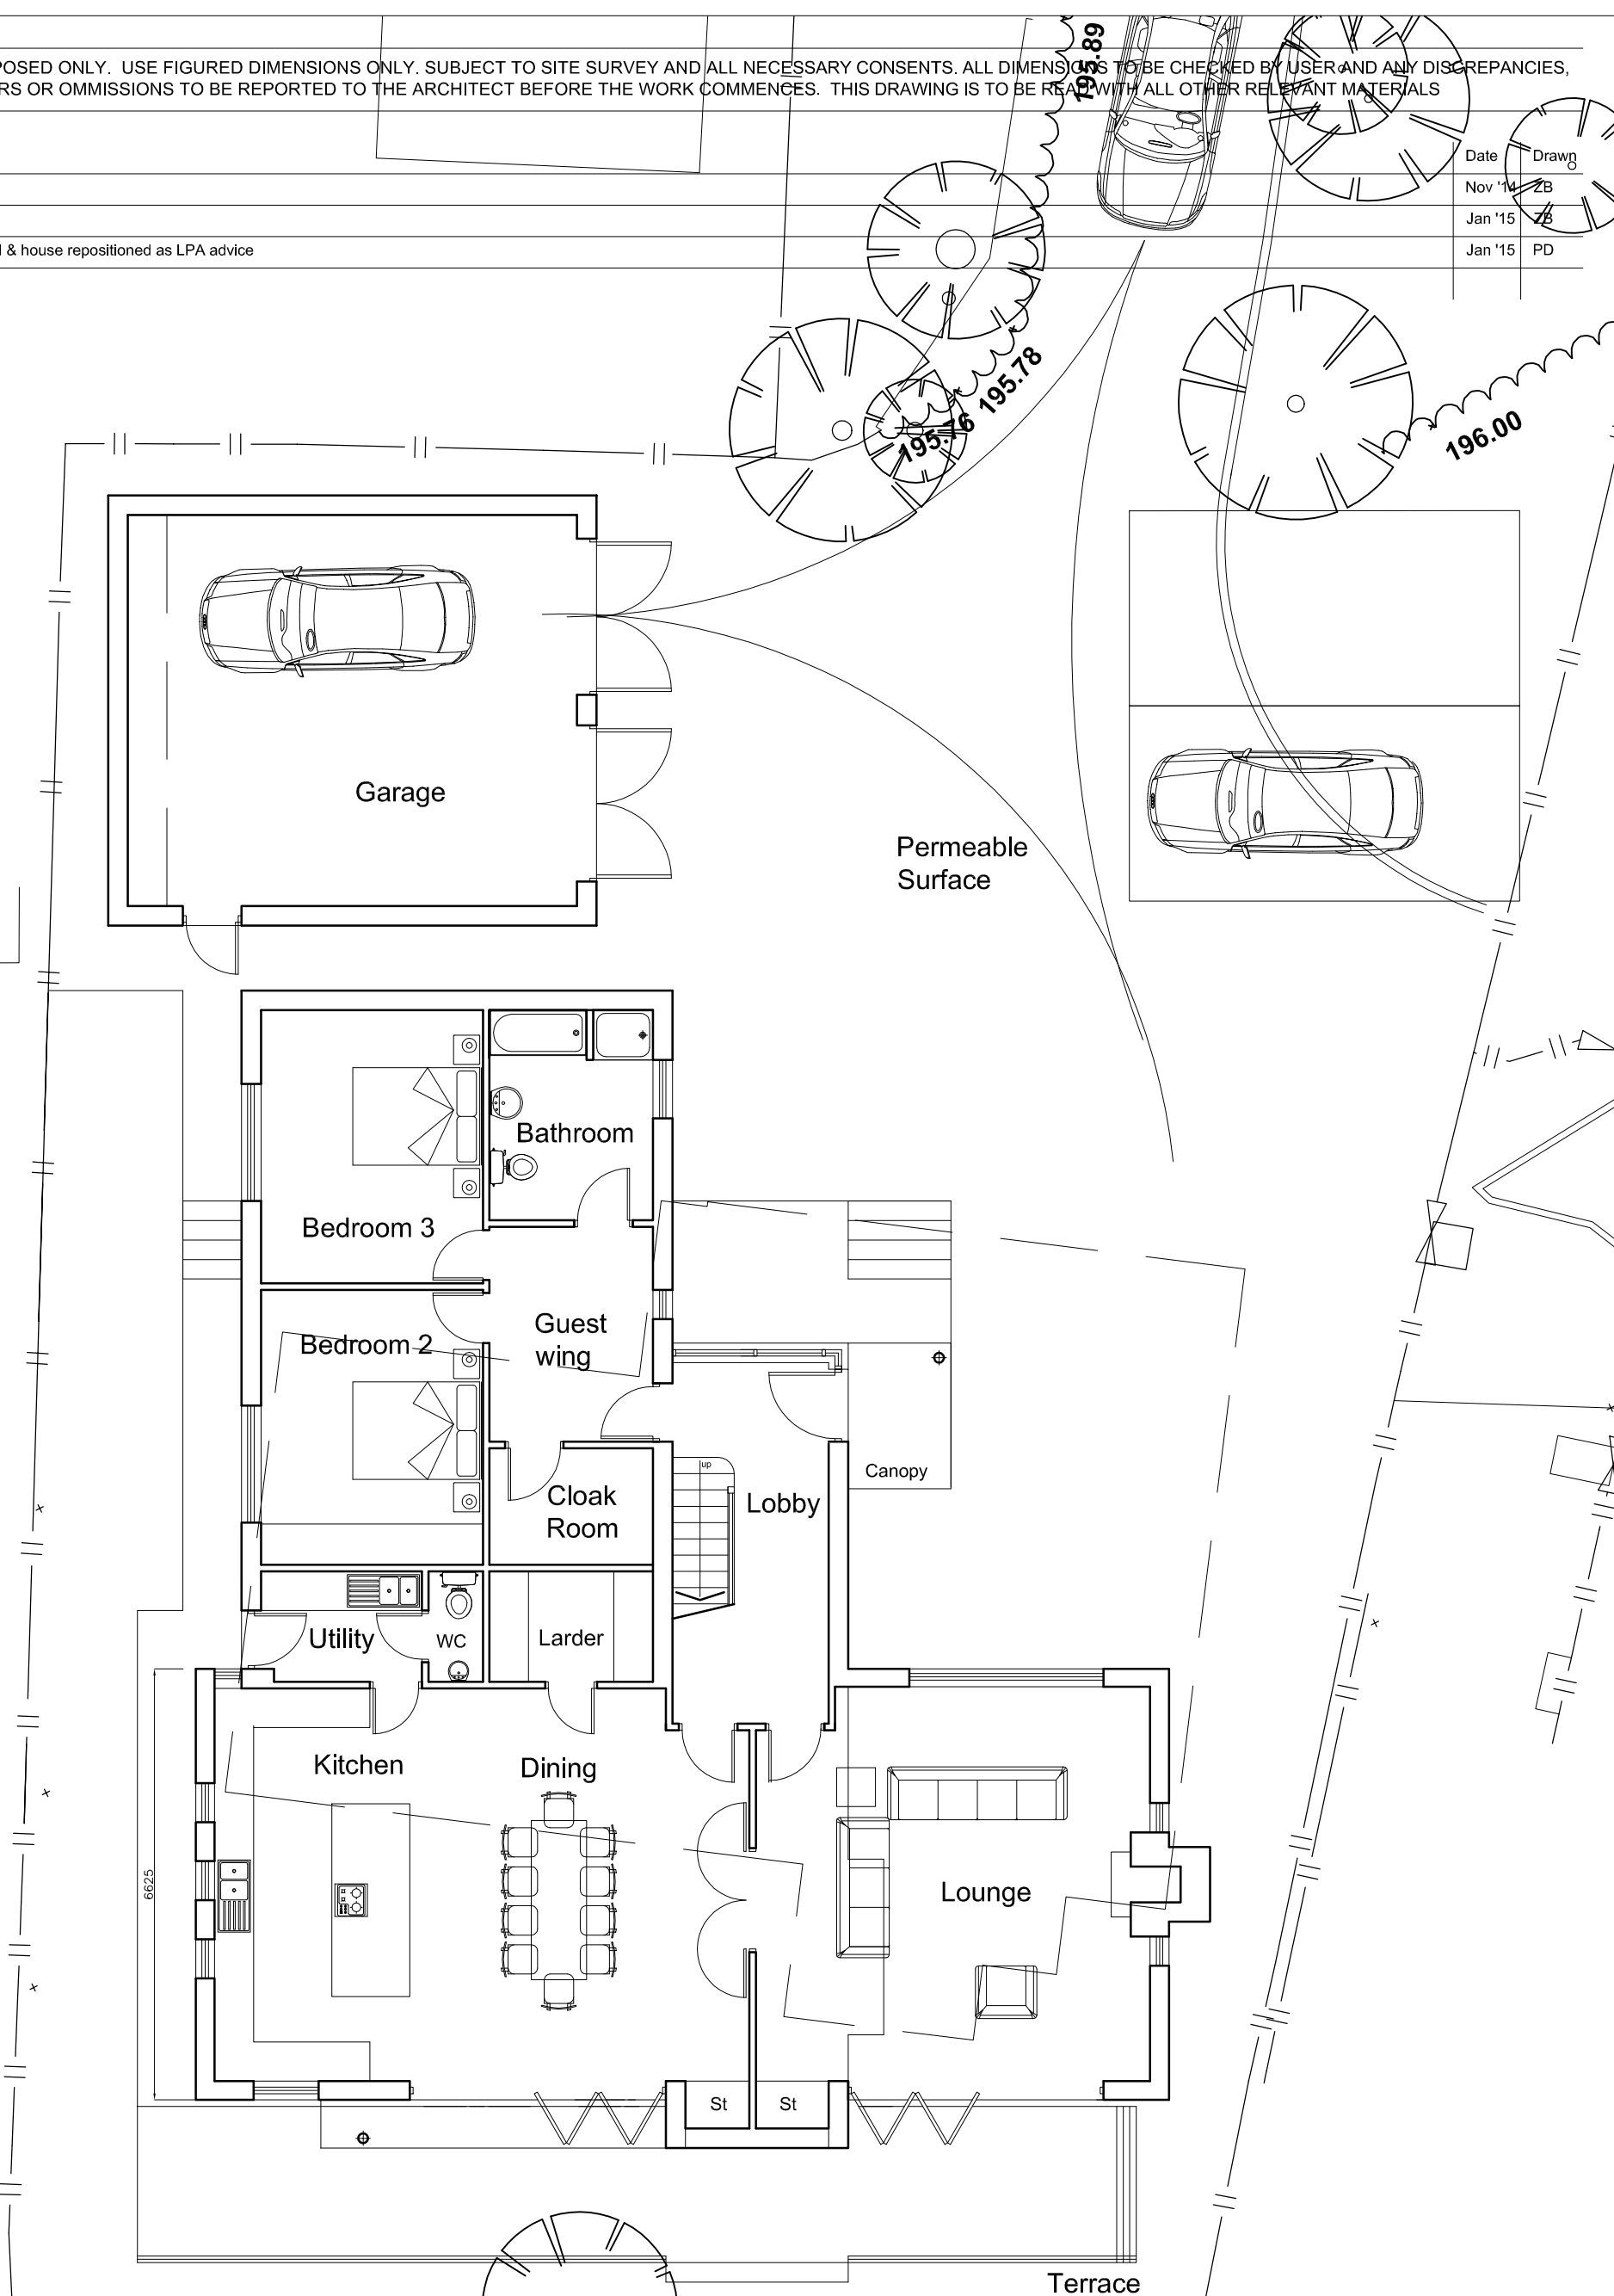 POSED ONLY. USE FIGURED DIMENSIONS ONLY. SUBJECT TO SITE SURVEY AND ALL NECESSARY CONSENTS. ALL DIMENSIONS TO BE CHECKED BY USER AND ANY DISCREPANCIES,
RS OR OMMISSIONS TO BE REPORTED TO THE ARCHITECT BEFORE THE WORK COMMENCES. THIS DRAWING IS TO BE READ WITH ALL OTHER RELEVANT MATERIALS
195.89
Date Drawn
Nov '14 ZB
Jan '15 ZB
& house repositioned as LPA advice
Jan '15 PD
195.78
195.76
196.00
Garage
Permeable
Surface
Bathroom
Bedroom 3
Guest
wing
Bedroom 2
up
Canopy
Cloak
Room
Lobby
Utility
WC
Larder
Kitchen
Dining
6625
Lounge
St
St
Terrace